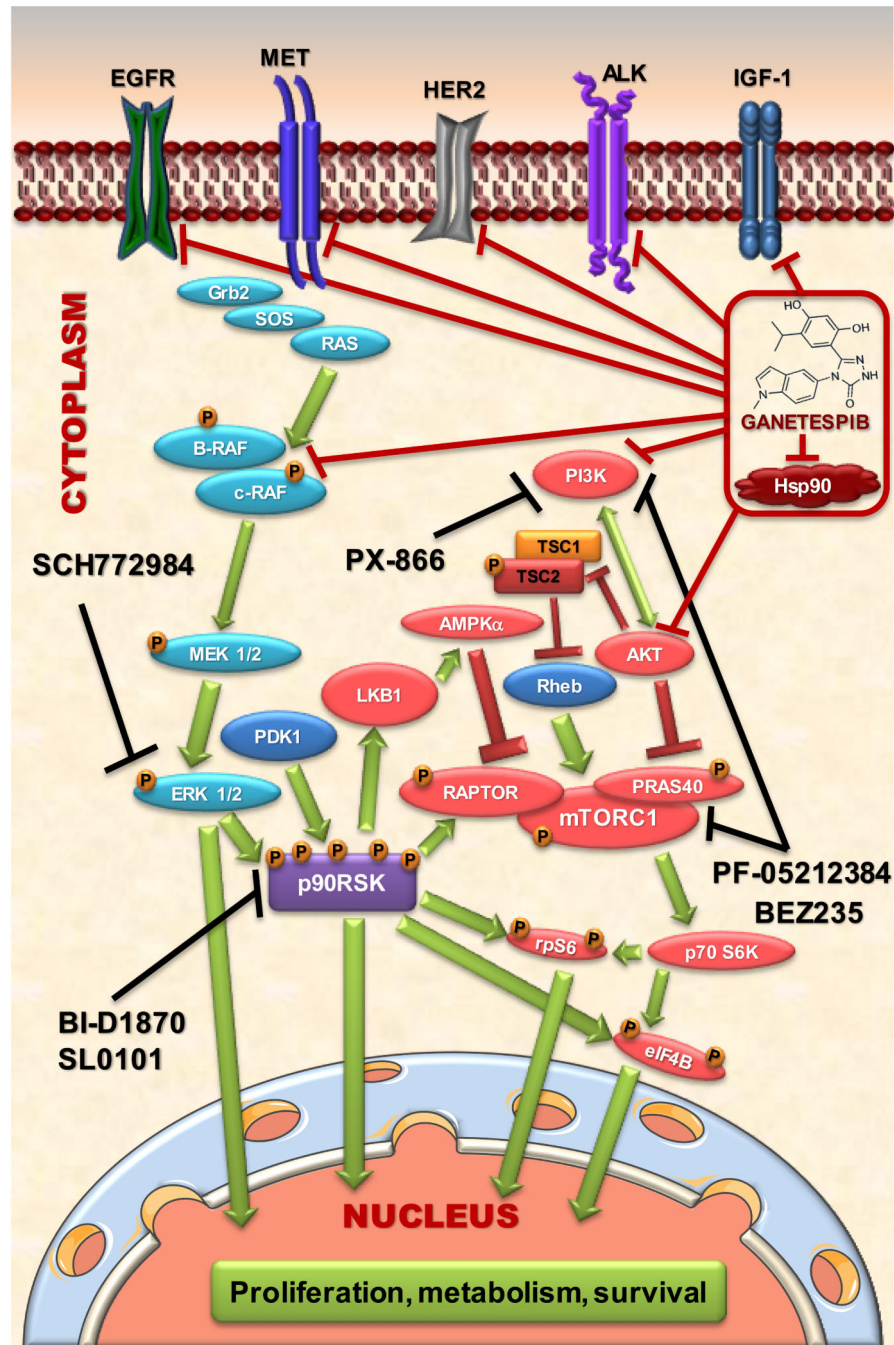 EGFR
MET
HER2
ALK
IGF-1
CYTOPLASM
Grb2
SOS
RAS
HO
OH
N
NH
N
N
O
GANETESPIB
Hsp90
P
B-RAF
P
c-RAF
PI3K
SCH772984
PX-866
TSC1
P
TSC2
AMPKα
P
MEK 1/2
AKT
LKB1
Rheb
PDK1
P
ERK 1/2
P
RAPTOR
P
PRAS40
mTORC1
P
P
P
P
P
P
p90RSK
PF-05212384
BEZ235
P
P
rpS6
p70 S6K
BI-D1870
SL0101
P
P
eIF4B
NUCLEUS
Proliferation, metabolism, survival